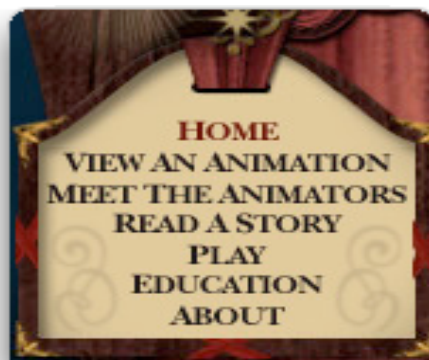 HOME
VIEW AN ANIMATION
MEET THE ANIMATORS
READ A STORY
PLAY
EDUCATION
ABOUT